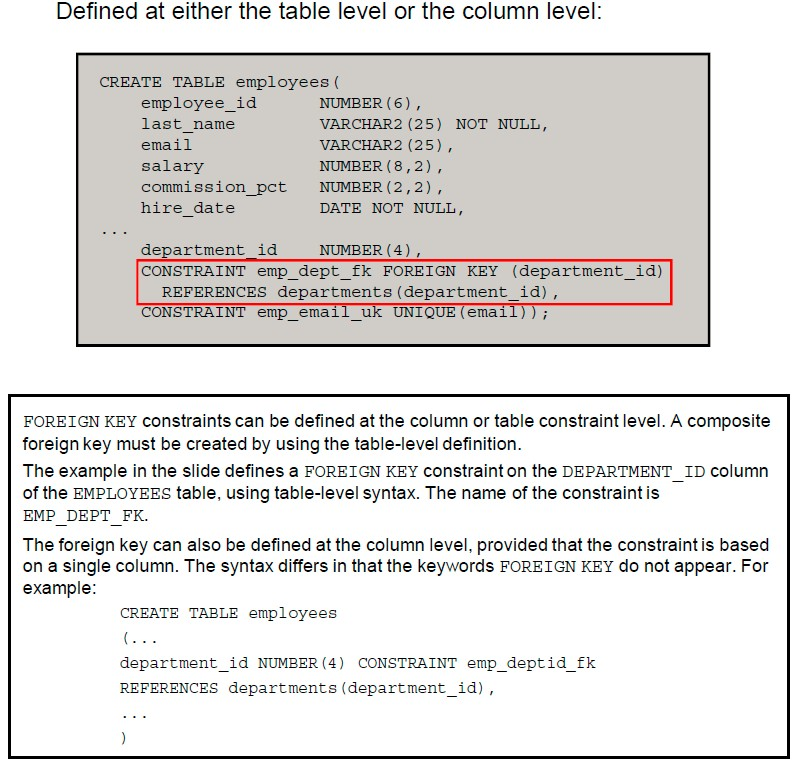 Defined at either the table level or the column level:
CREATE TABLE employees(
employee_id NUMBER(6),
last_name VARCHAR2(25) NOT NULL,
email VARCHAR2(25),
salary NUMBER(8,2),
commission_pct NUMBER(2,2),
hire_date DATE NOT NULL,
...
department_id NUMBER(4),
CONSTRAINT emp_dept_fk FOREIGN KEY (department_id)
REFERENCES departments(department_id),
CONSTRAINT emp_email_uk UNIQUE(email));
FOREIGN KEY constraints can be defined at the column or table constraint level. A composite
foreign key must be created by using the table-level definition.
The example in the slide defines a FOREIGN KEY constraint on the DEPARTMENT_ID column
of the EMPLOYEES table, using table-level syntax. The name of the constraint is
EMP_DEPT_FK.
The foreign key can also be defined at the column level, provided that the constraint is based
on a single column. The syntax differs in that the keywords FOREIGN KEY do not appear. For
example:
CREATE TABLE employees
(...
department_id NUMBER(4) CONSTRAINT emp_deptid_fk
REFERENCES departments(department_id),
...
)